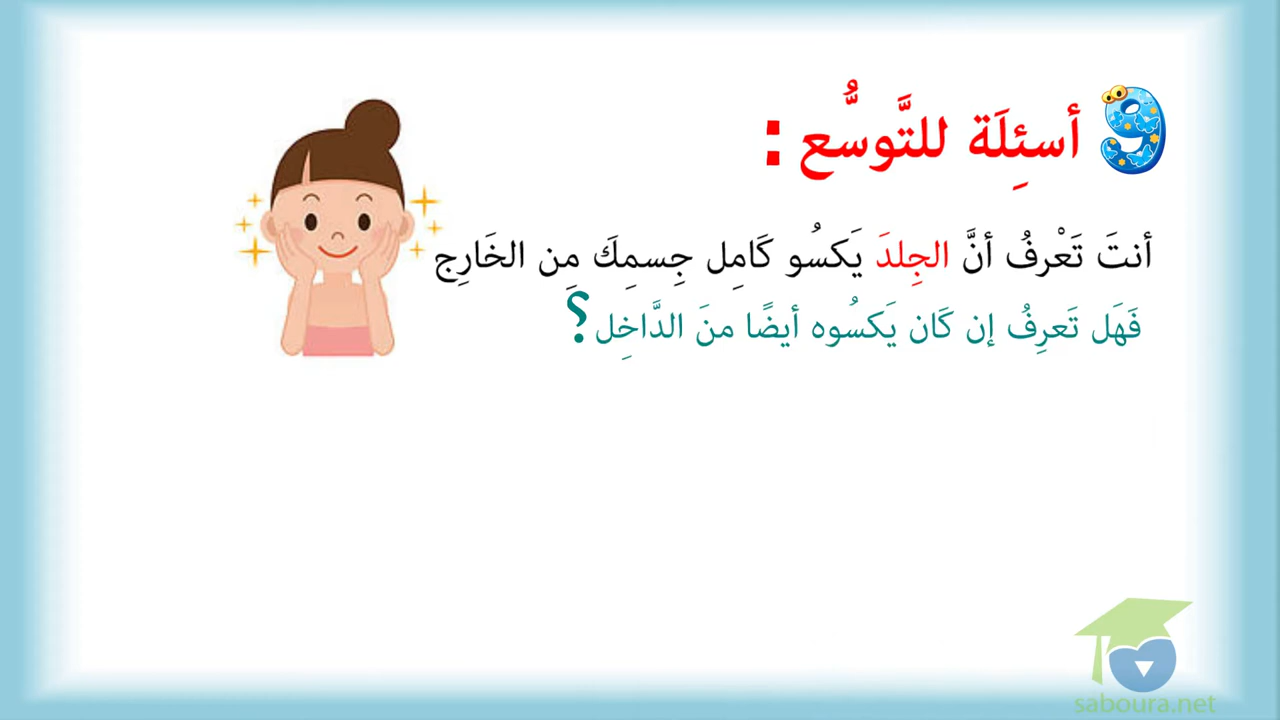 9 أسئِلَة للتَّوسُّع :
أنتَ تَعْرفُ أنَّ الجِلدَ يَكسُو كَامِل جِسمِكَ مِن الخَارِج
فَهَل تَعرِفُ إن كَان يَكسُوه أيضًا منَ الدَّاخِل؟
saboura.net